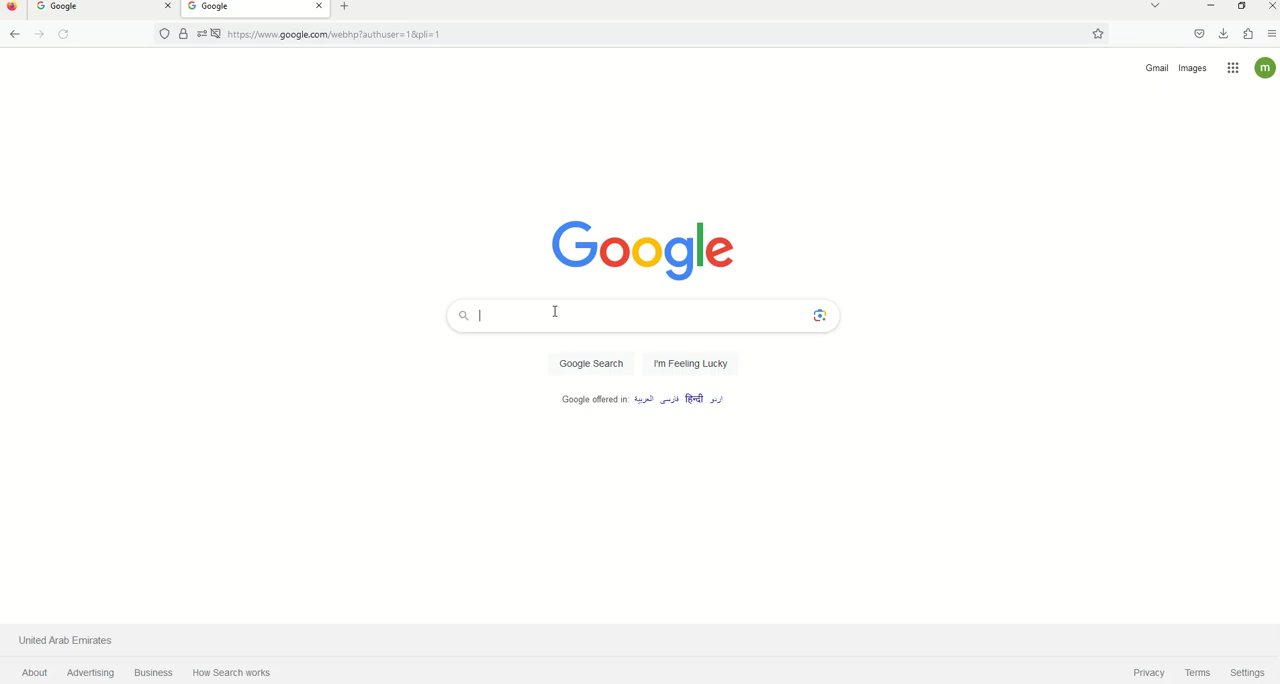 Google
Google
https://www.google.com/webhp?authuser=1&pli=1
Gmail Images
m
Google
Google Search I'm Feeling Lucky
Google offered in: العربية فارسی हिन्दी اردو
United Arab Emirates
About Advertising Business How Search works
Privacy Terms Settings